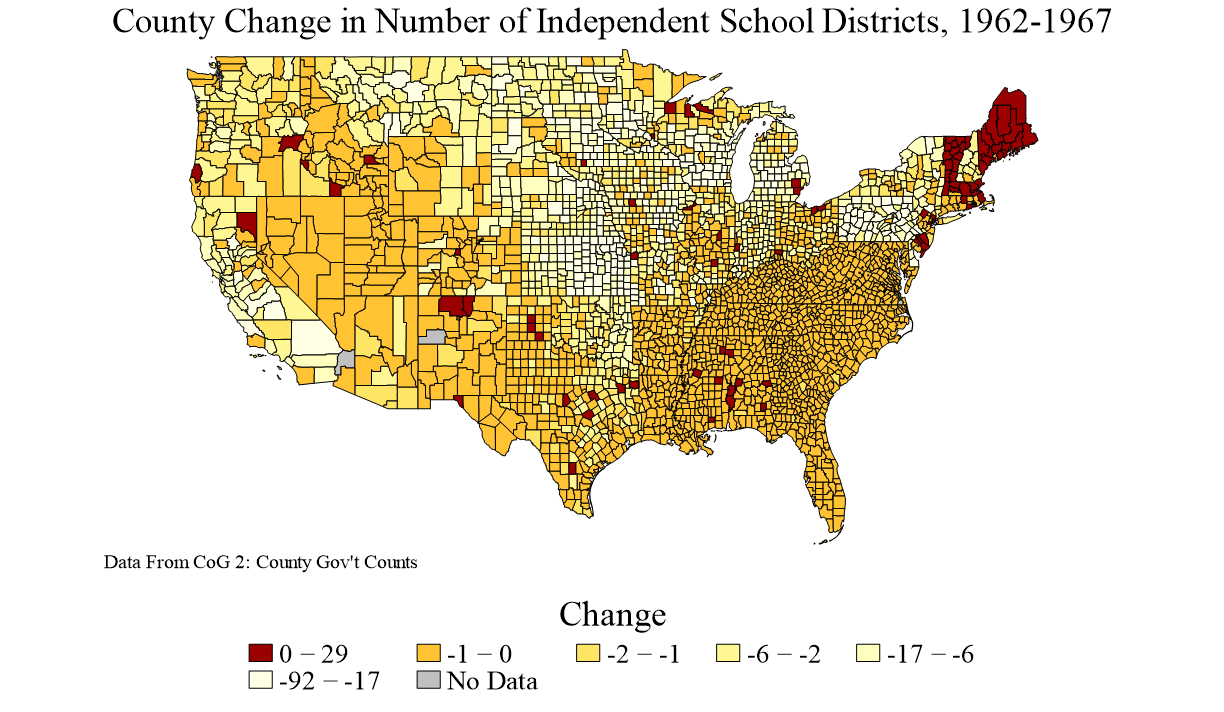 County Change in Number of Independent School Districts, 1962-1967
Data From CoG 2: County Gov't Counts
Change
0 − 29 -1 − 0 -2 − -1 -6 − -2 -17 − -6
-92 − -17 No Data